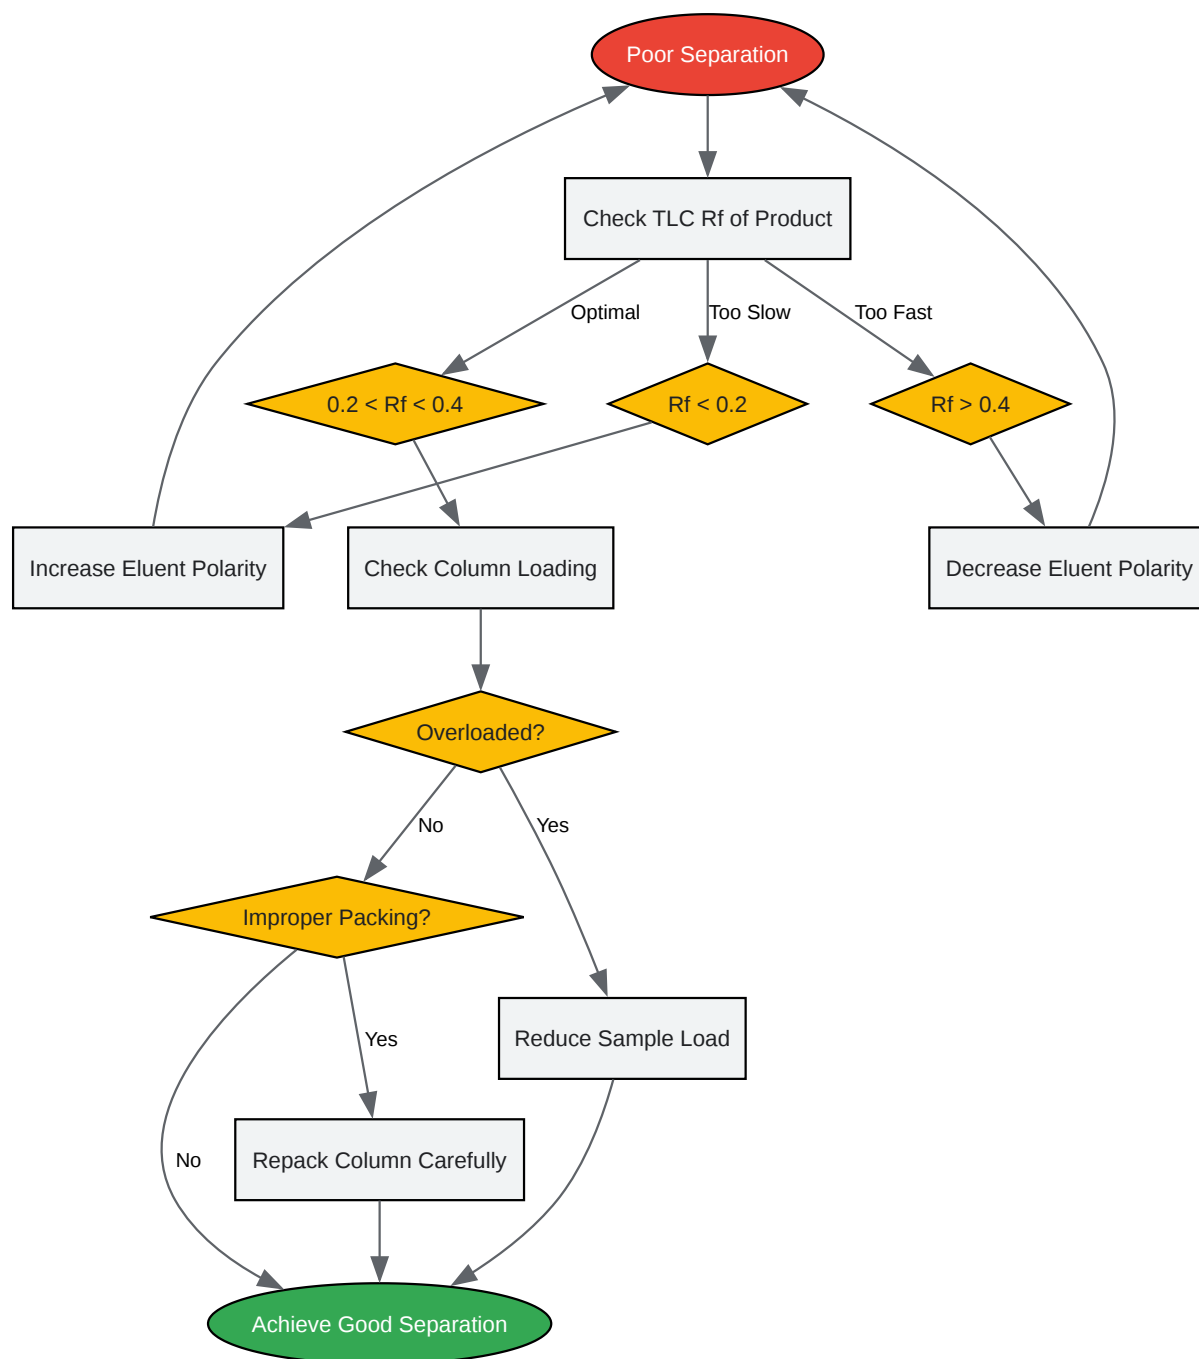 Poor Separation
Check TLC Rf of Product
Optimal
Too Slow
Too Fast
0.2 < Rf < 0.4
Rf < 0.2
Rf > 0.4
Increase Eluent Polarity
Check Column Loading
Decrease Eluent Polarity
Overloaded?
No
Yes
Improper Packing?
Reduce Sample Load
Yes
No
Repack Column Carefully
Achieve Good Separation